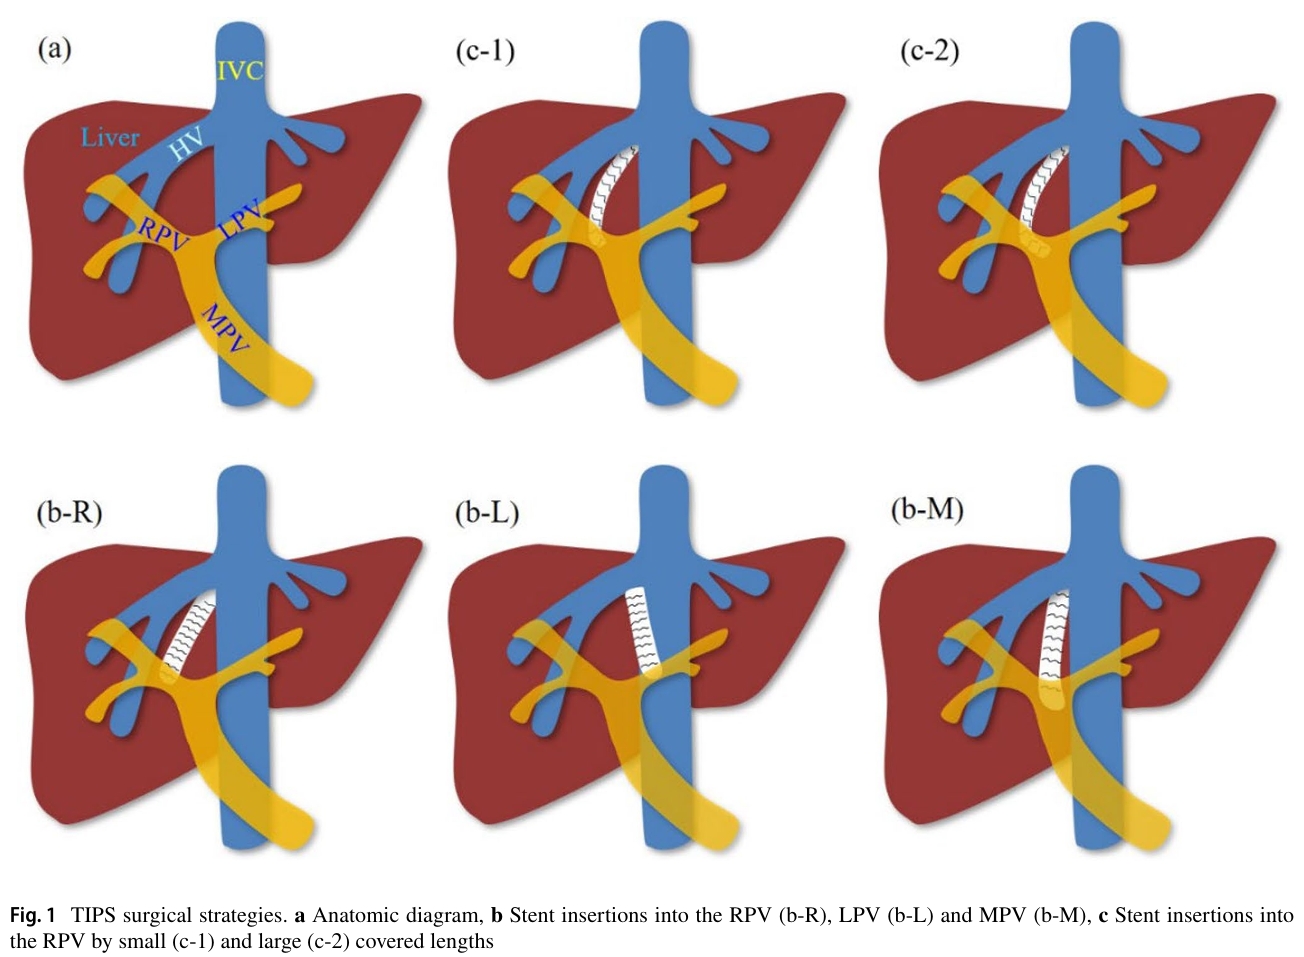 (a)
IVC
Liver
HV
RPV
LPV
MPV
(c-1)
(c-2)
(b-R)
(b-L)
(b-M)
Fig. 1 TIPS surgical strategies. a Anatomic diagram, b Stent insertions into the RPV (b-R), LPV (b-L) and MPV (b-M), c Stent insertions into
the RPV by small (c-1) and large (c-2) covered lengths